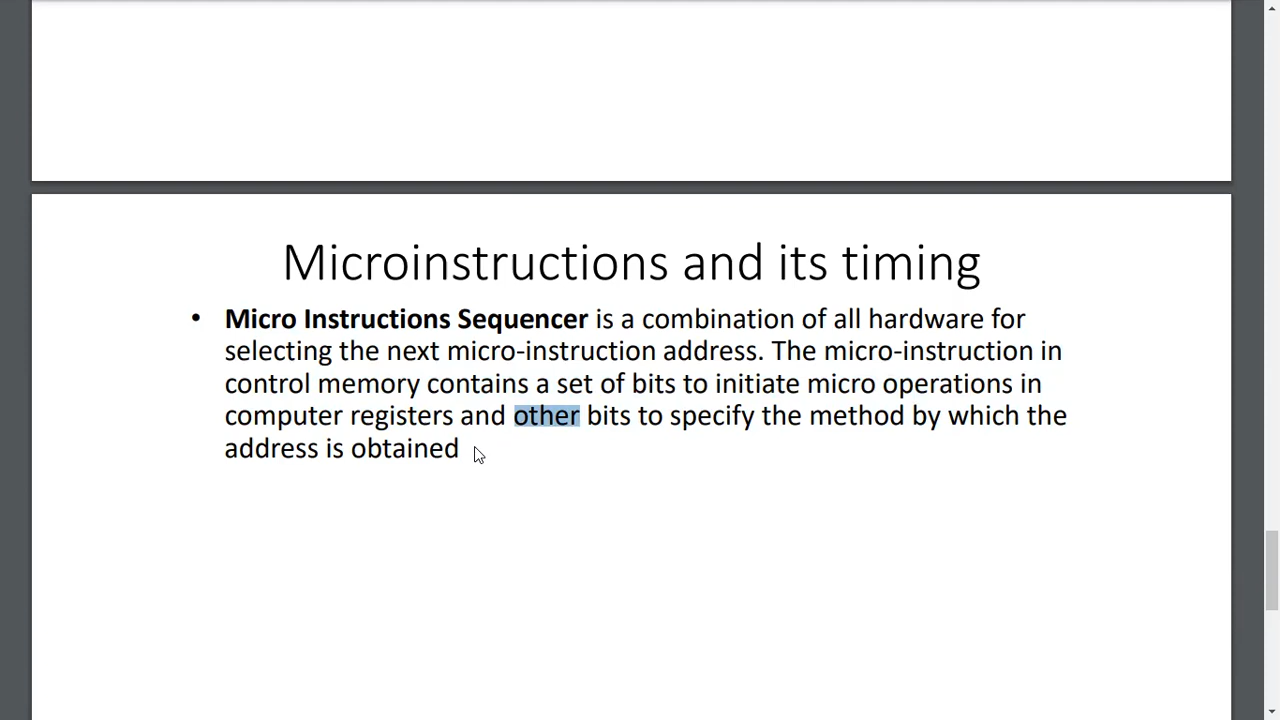 Microinstructions and its timing
• Micro Instructions Sequencer is a combination of all hardware for
selecting the next micro-instruction address. The micro-instruction in
control memory contains a set of bits to initiate micro operations in
computer registers and other bits to specify the method by which the
address is obtained